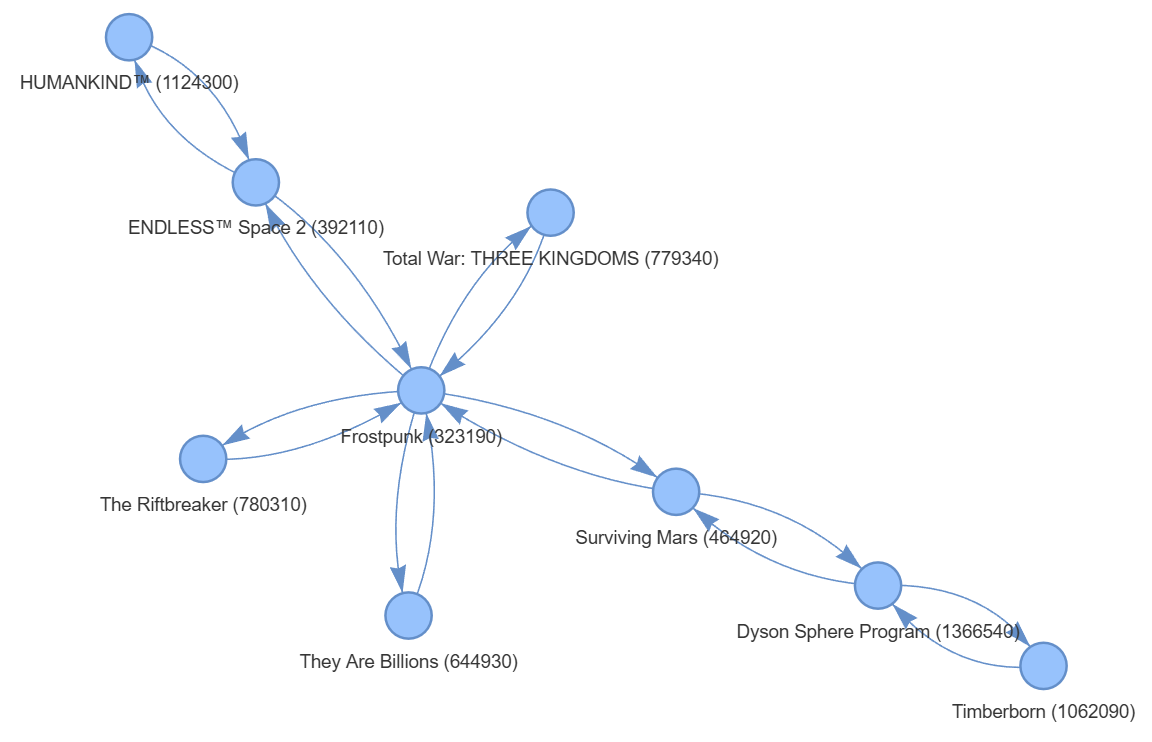 HUMANKIND™ (1124300)
ENDLESS™ Space 2 (392110)
Total War: THREE KINGDOMS (779340)
Frostpunk (323190)
The Riftbreaker (780310)
Surviving Mars (464920)
Dyson Sphere Program (1366540)
They Are Billions (644930)
Timberborn (1062090)